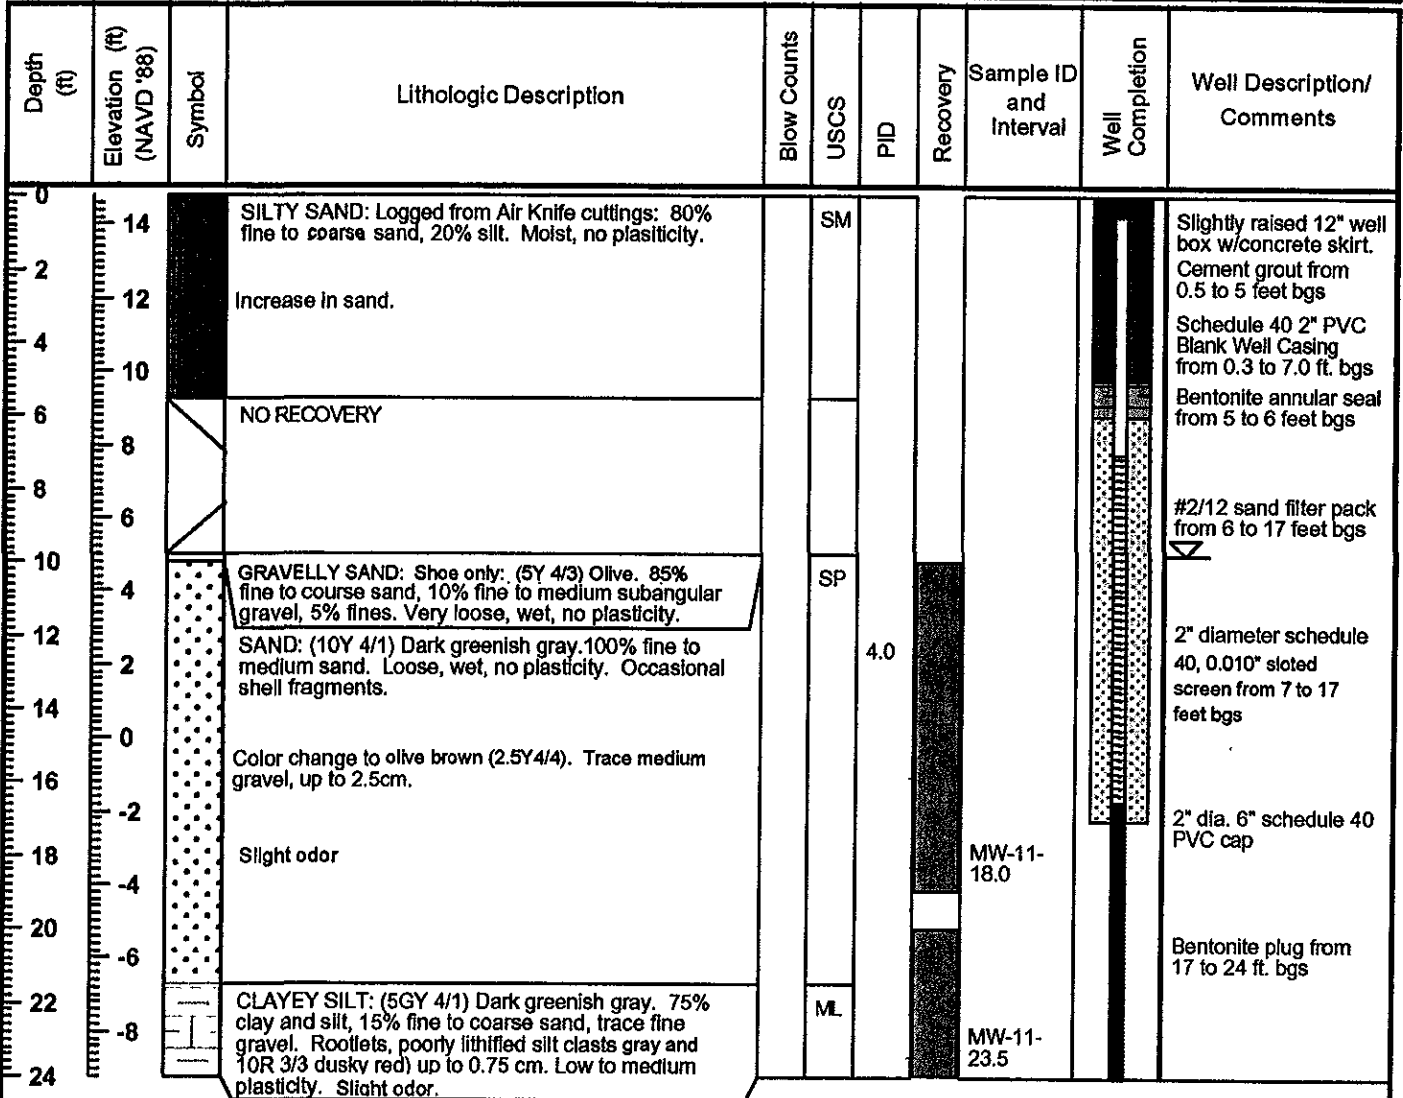 Depth (ft)
Elevation (ft) (NAVD '88)
Symbol
Lithologic Description
Blow Counts
USCS
PID
Recovery
Sample ID
and
Interval
Well Completion
Well Description/
Comments
0
2
4
6
8
10
12
14
16
18
20
22
24
14
12
10
8
6
4
2
0
-2
-4
-6
-8
SILTY SAND: Logged from Air Knife cuttings: 80%
fine to coarse sand, 20% silt. Moist, no plasiticity.
Increase in sand.
NO RECOVERY
GRAVELLY SAND: Shoe only: (5Y 4/3) Olive. 85%
fine to course sand, 10% fine to medium subangular
gravel, 5% fines. Very loose, wet, no plasticity.
SAND: (10Y 4/1) Dark greenish gray.100% fine to
medium sand. Loose, wet, no plasticity. Occasional
shell fragments.
Color change to olive brown (2.5Y4/4). Trace medium
gravel, up to 2.5cm.
Slight odor
CLAYEY SILT: (5GY 4/1) Dark greenish gray. 75%
clay and silt, 15% fine to coarse sand, trace fine
gravel. Rootlets, poorly lithified silt clasts gray and
10R 3/3 dusky red) up to 0.75 cm. Low to medium
plasticity. Slight odor.
SM
SP
ML
4.0
MW-11-
18.0
MW-11-
23.5
Slightly raised 12" well
box w/concrete skirt.
Cement grout from
0.5 to 5 feet bgs
Schedule 40 2" PVC
Blank Well Casing
from 0.3 to 7.0 ft. bgs
Bentonite annular seal
from 5 to 6 feet bgs
#2/12 sand filter pack
from 6 to 17 feet bgs
2" diameter schedule
40, 0.010" sloted
screen from 7 to 17
feet bgs
2" dia. 6" schedule 40
PVC cap
Bentonite plug from
17 to 24 ft. bgs